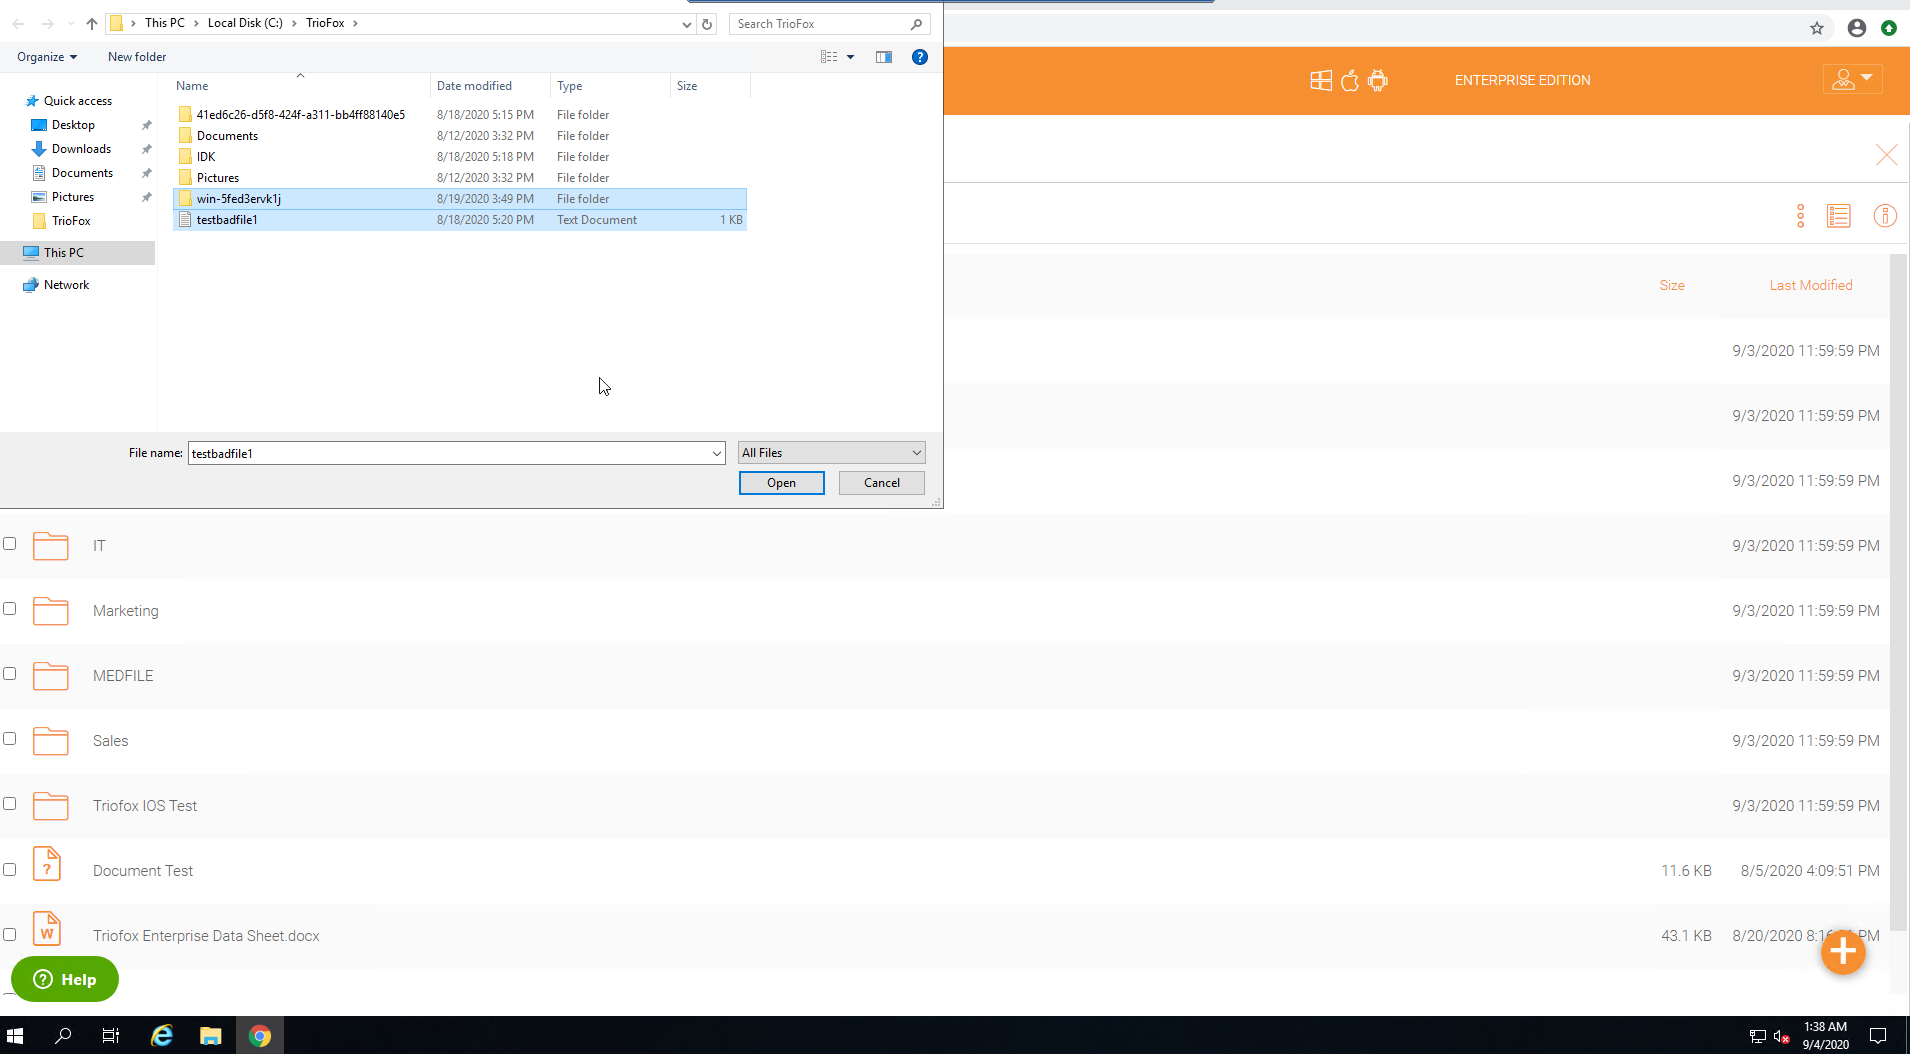 This PC > Local Disk (C:) > TrioFox >
Search TrioFox
Organize
New folder
ENTERPRISE EDITION
Name
Date modified
Type
Size
Quick access
Desktop
Downloads
Documents
Pictures
TrioFox
This PC
Network
41ed6c26-d5f8-424f-a311-bb4ff88140e5 8/18/2020 5:15 PM File folder
Documents 8/12/2020 3:32 PM File folder
IDK 8/18/2020 5:18 PM File folder
Pictures 8/12/2020 3:32 PM File folder
win-5fed3ervk1j 8/19/2020 3:49 PM File folder
testbadfile1 8/18/2020 5:20 PM Text Document 1 KB
File name: testbadfile1
All Files
Open
Cancel
Size
Last Modified
9/3/2020 11:59:59 PM
9/3/2020 11:59:59 PM
9/3/2020 11:59:59 PM
IT 9/3/2020 11:59:59 PM
Marketing 9/3/2020 11:59:59 PM
MEDFILE 9/3/2020 11:59:59 PM
Sales 9/3/2020 11:59:59 PM
Triofox IOS Test 9/3/2020 11:59:59 PM
? Document Test 11.6 KB 8/5/2020 4:09:51 PM
W Triofox Enterprise Data Sheet.docx 43.1 KB 8/20/2020 PM
? Help
1:38 AM
9/4/2020